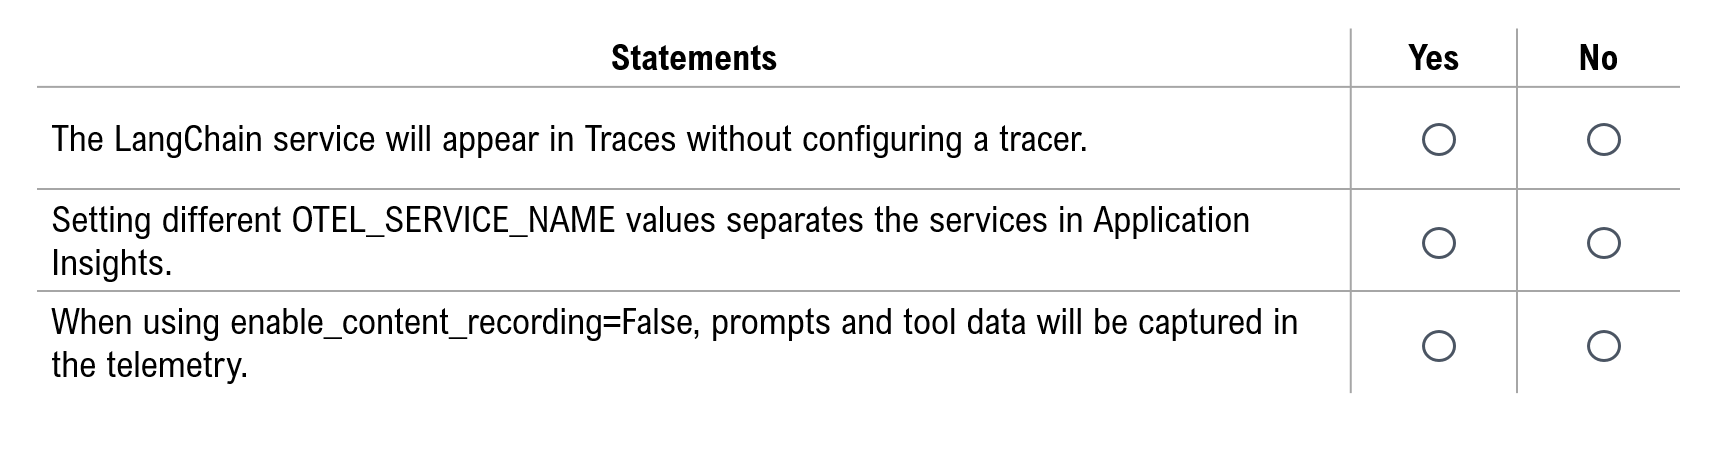 Statements Yes No
The LangChain service will appear in Traces without configuring a tracer.
Setting different OTEL_SERVICE_NAME values separates the services in Application
Insights.
When using enable_content_recording=False, prompts and tool data will be captured in
the telemetry.